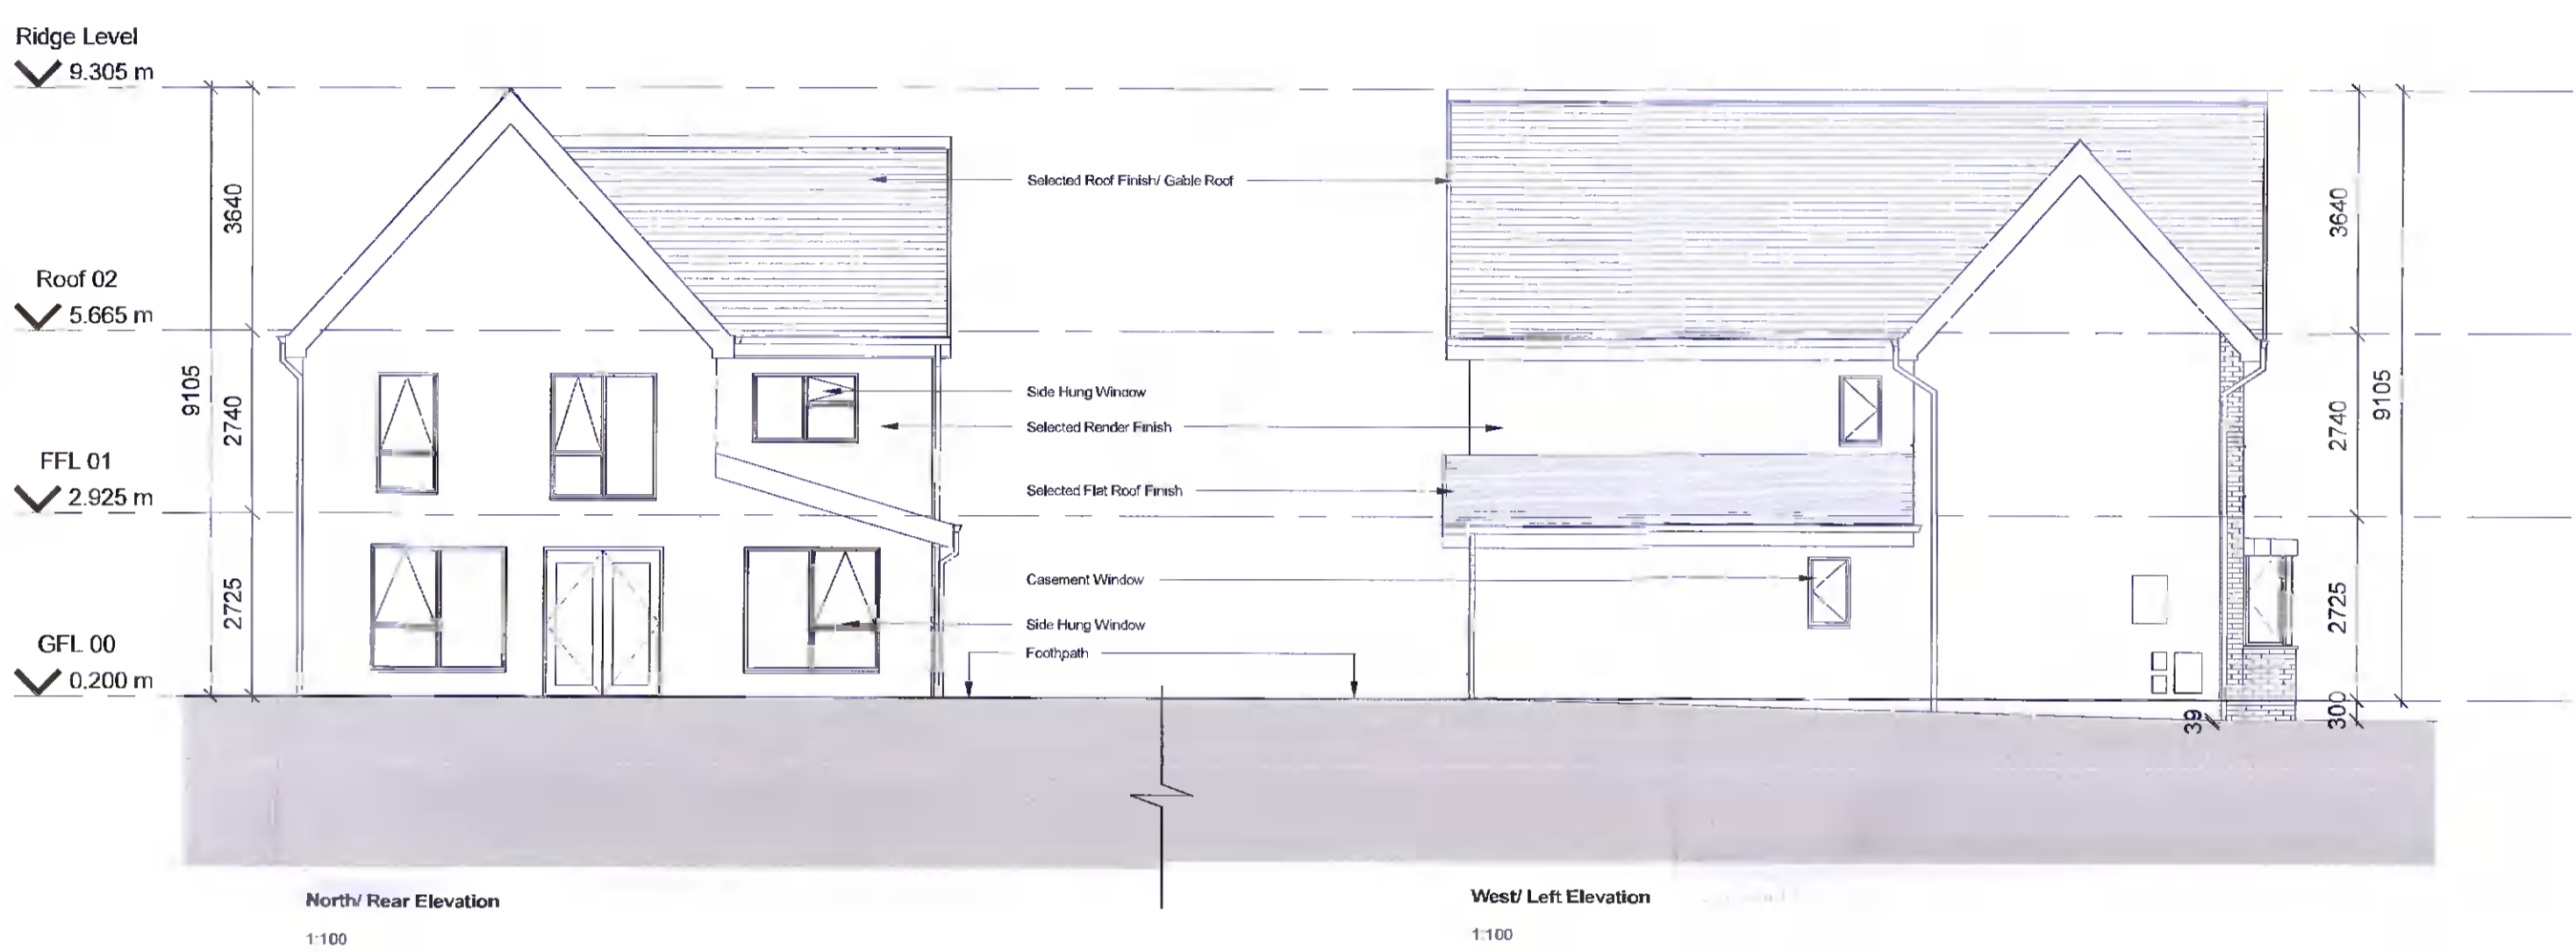 Ridge Level
9.305 m
Roof 02
5.665 m
FFL 01
2.925 m
GFL 00
0.200 m
9105
3640
2740
2725
Selected Roof Finish/ Gable Roof
Side Hung Window
Selected Render Finish
Selected Flat Roof Finish
Casement Window
Side Hung Window
Foothpath
3640
2740
2725
300
9105
39
North/ Rear Elevation
1:100
West/ Left Elevation
1:100